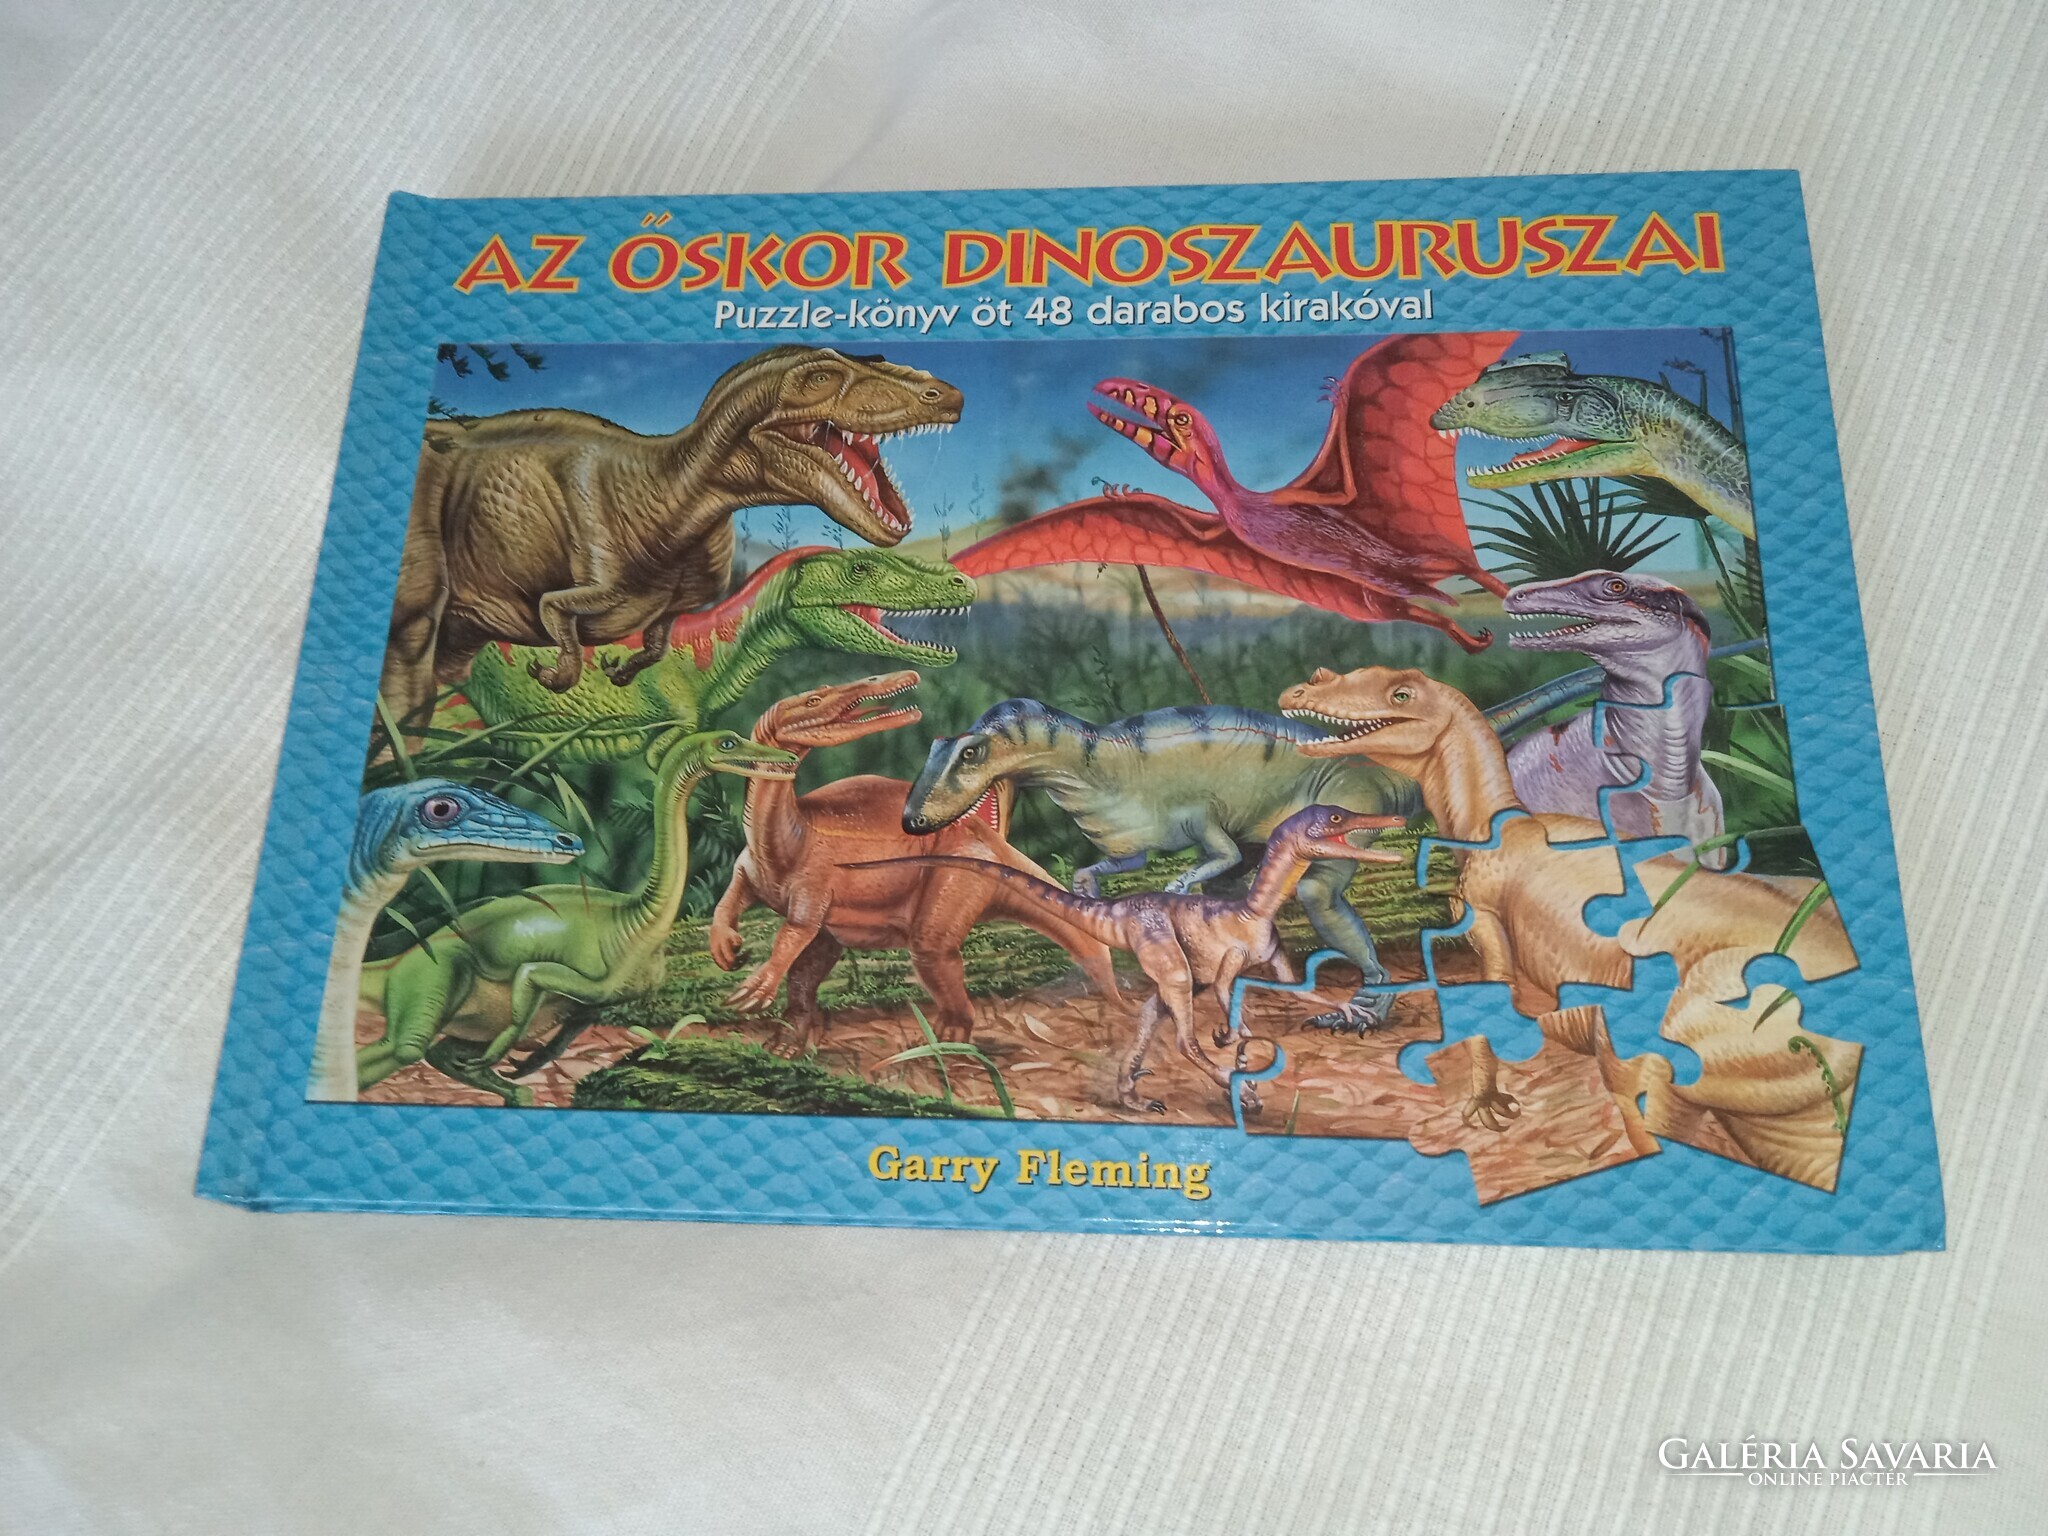 AZ ŐSKOR DINOSZAURUSZAI
Puzzle-könyv öt 48 darabos kirakóval
Garry Fleming
GALÉRIA SAVARIA
ONLINE PIACTÉR